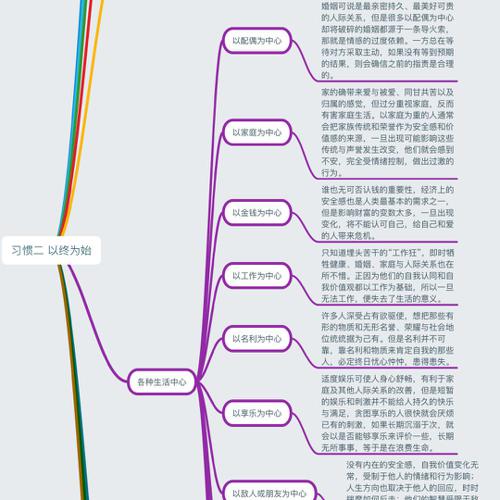 婚姻可说是最亲密持久、最美好可贵
的人际关系，但是很多以配偶为中心
却将破碎的婚姻都源于一条导火索，
那就是情感的过度依赖。一方总在等
待对方采取主动，如果没有等到预期
的结果，则会确信之前的指责是合理
的。
以配偶为中心
家的确带来爱与被爱、同甘共苦以及
归属的感觉，但过分重视家庭，反而
有害家庭生活。以家庭为重的人通常
会把家族传统和荣誉作为安全感和价
值感的来源，一旦出现可能影响这些
传统与声誉发生改变，他们就会感到
不安，完全受情绪控制，做出过激的
行为。
以家庭为中心
谁也无可否认钱的重要性，经济上的
安全感也是人类最基本的需求之一，
但是影响财富的变数太多，一旦出现
变化，将不能认可自己，给自己和爱
的人带来危机。
以金钱为中心
习惯二 以终为始
只知道埋头苦干的“工作狂”，即时牺
牲健康、婚姻、家庭与人际关系也在
所不惜。正因为他们的自我认同和自
我价值观都以工作为基础，所以一旦
无法工作，便失去了生活的意义。
以工作为中心
许多人深受占有欲驱使，想把那些有
形的物质和无形名誉、荣耀与社会地
位统统据为己有。但是名利并不可
靠，靠名利和物质来肯定自我的那些
人，必定终日忧心忡忡，患得患失。
以名利为中心
各种生活中心
适度娱乐可使人身心舒畅，有利于家
庭及其他人际关系的改善，但是短暂
的娱乐和刺激并不能给人持久的快乐
与满足，贪图享乐的人很快就会厌烦
已有的刺激，如果长期沉溺于次，就
会以是否能够享乐来评价一些，长期
无所事事，等于是在浪费生命。
以享乐为中心
没有内在的安全感，自我价值变化无
常，受制于他人的情绪和行为影响；
人生方向也取决于他人的回应，时时
以敌人或朋友为中心